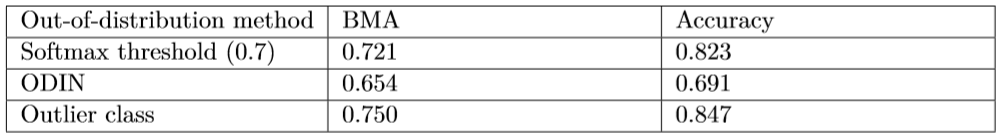 Out-of-distribution method BMA Accuracy
Softmax threshold (0.7) 0.721 0.823
ODIN 0.654 0.691
Outlier class 0.750 0.847